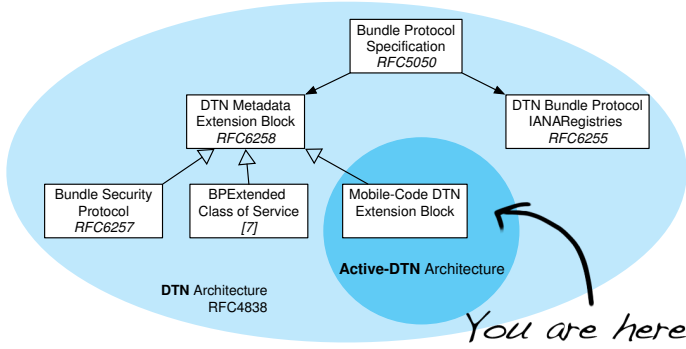 Bundle Protocol
Specification
RFC5050
DTN Metadata
Extension Block
RFC6258
DTN Bundle Protocol
IANARegistries
RFC6255
Bundle Security
Protocol
RFC6257
BPExtended
Class of Service
[7]
Mobile-Code DTN
Extension Block
Active-DTN Architecture
DTN Architecture
RFC4838
You are here